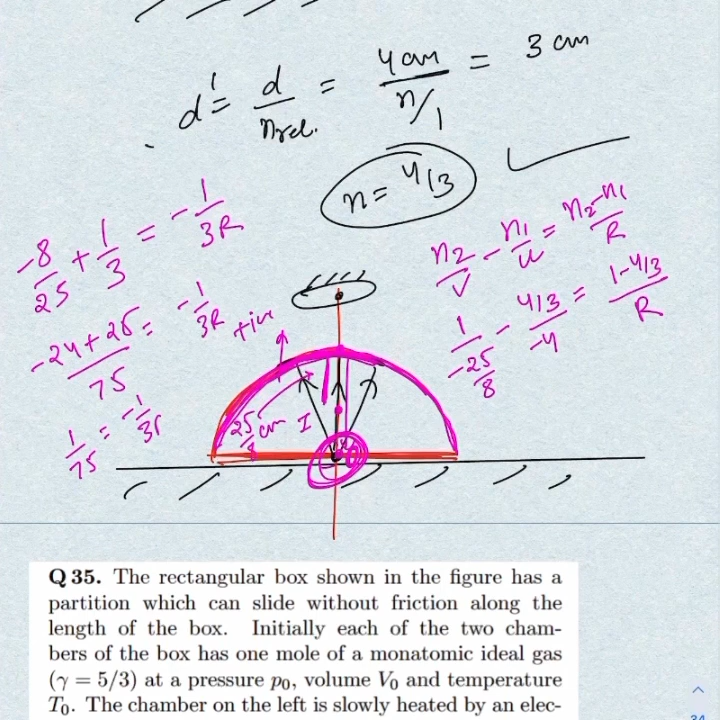 d' = d / n rel. = 4 cm / n/1 = 3 cm
n = 4/3
-8/25 + 1/3 = -1/3R
-24 + 25 / 75 = -1/3R
1/75 = -1/3R
+ive
n2/v - n1/u = n2-n1/R
1/-25/8 - 4/3/-4 = 1-4/3/R
25/8 cm I
Q 35. The rectangular box shown in the figure has a
partition which can slide without friction along the
length of the box. Initially each of the two cham-
bers of the box has one mole of a monatomic ideal gas
(γ = 5/3) at a pressure p₀, volume V₀ and temperature
T₀. The chamber on the left is slowly heated by an elec-